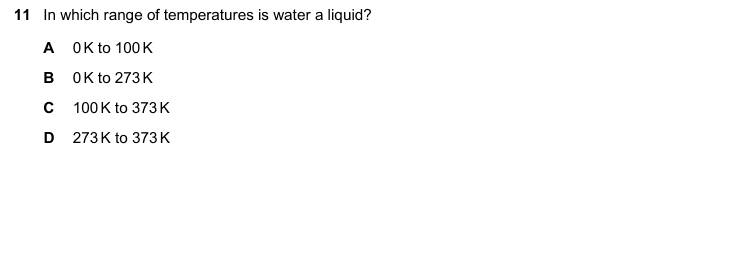 11 In which range of temperatures is water a liquid?
A 0 K to 100 K
B 0 K to 273 K
C 100 K to 373 K
D 273 K to 373 K